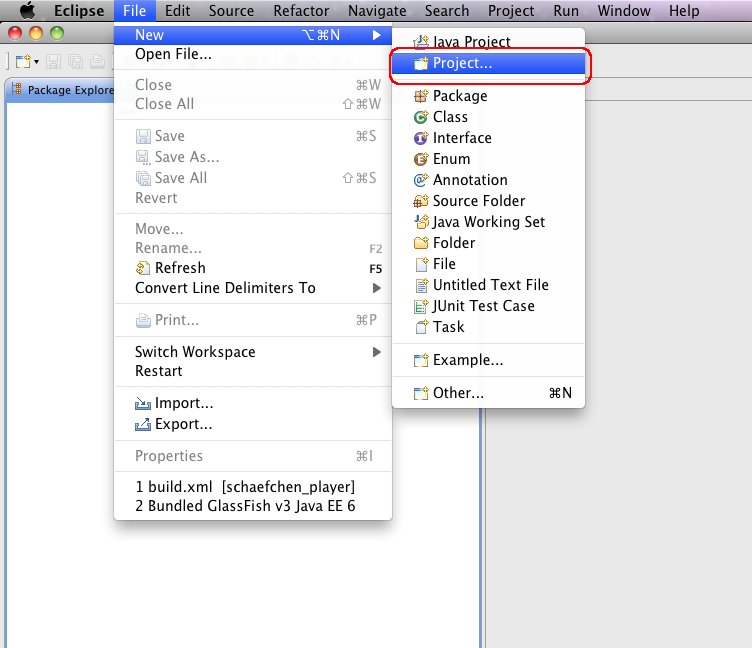 Eclipse File Edit Source Refactor Navigate Search Project Run Window Help
Package Explore
New ⌥⌘N
Open File...
Close ⌘W
Close All ⇧⌘W
Save ⌘S
Save As...
Save All ⇧⌘S
Revert
Move...
Rename... F2
Refresh F5
Convert Line Delimiters To
Print... ⌘P
Switch Workspace
Restart
Import...
Export...
Properties ⌘I
1 build.xml [schaefchen_player]
2 Bundled GlassFish v3 Java EE 6
Java Project
Project...
Package
Class
Interface
Enum
Annotation
Source Folder
Java Working Set
Folder
File
Untitled Text File
JUnit Test Case
Task
Example...
Other... ⌘N